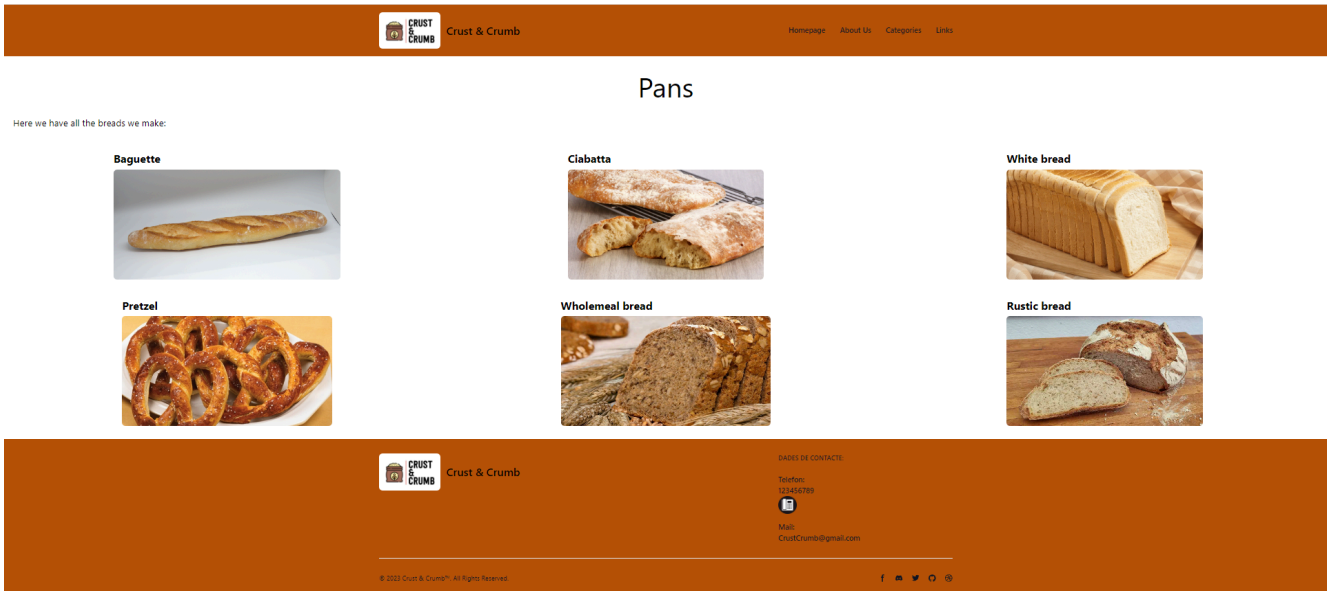 CRUST
&
CRUMB
Crust & Crumb
Homepage About Us Categories Links
Pans
Here we have all the breads we make:
Baguette Ciabatta White bread
Pretzel Wholemeal bread Rustic bread
CRUST
&
CRUMB
Crust & Crumb
DADES DE CONTACTE
Telefon:
123456789
Mail:
CrustCrumb@gmail.com
© 2023 Crust & Crumb™. All Rights Reserved.